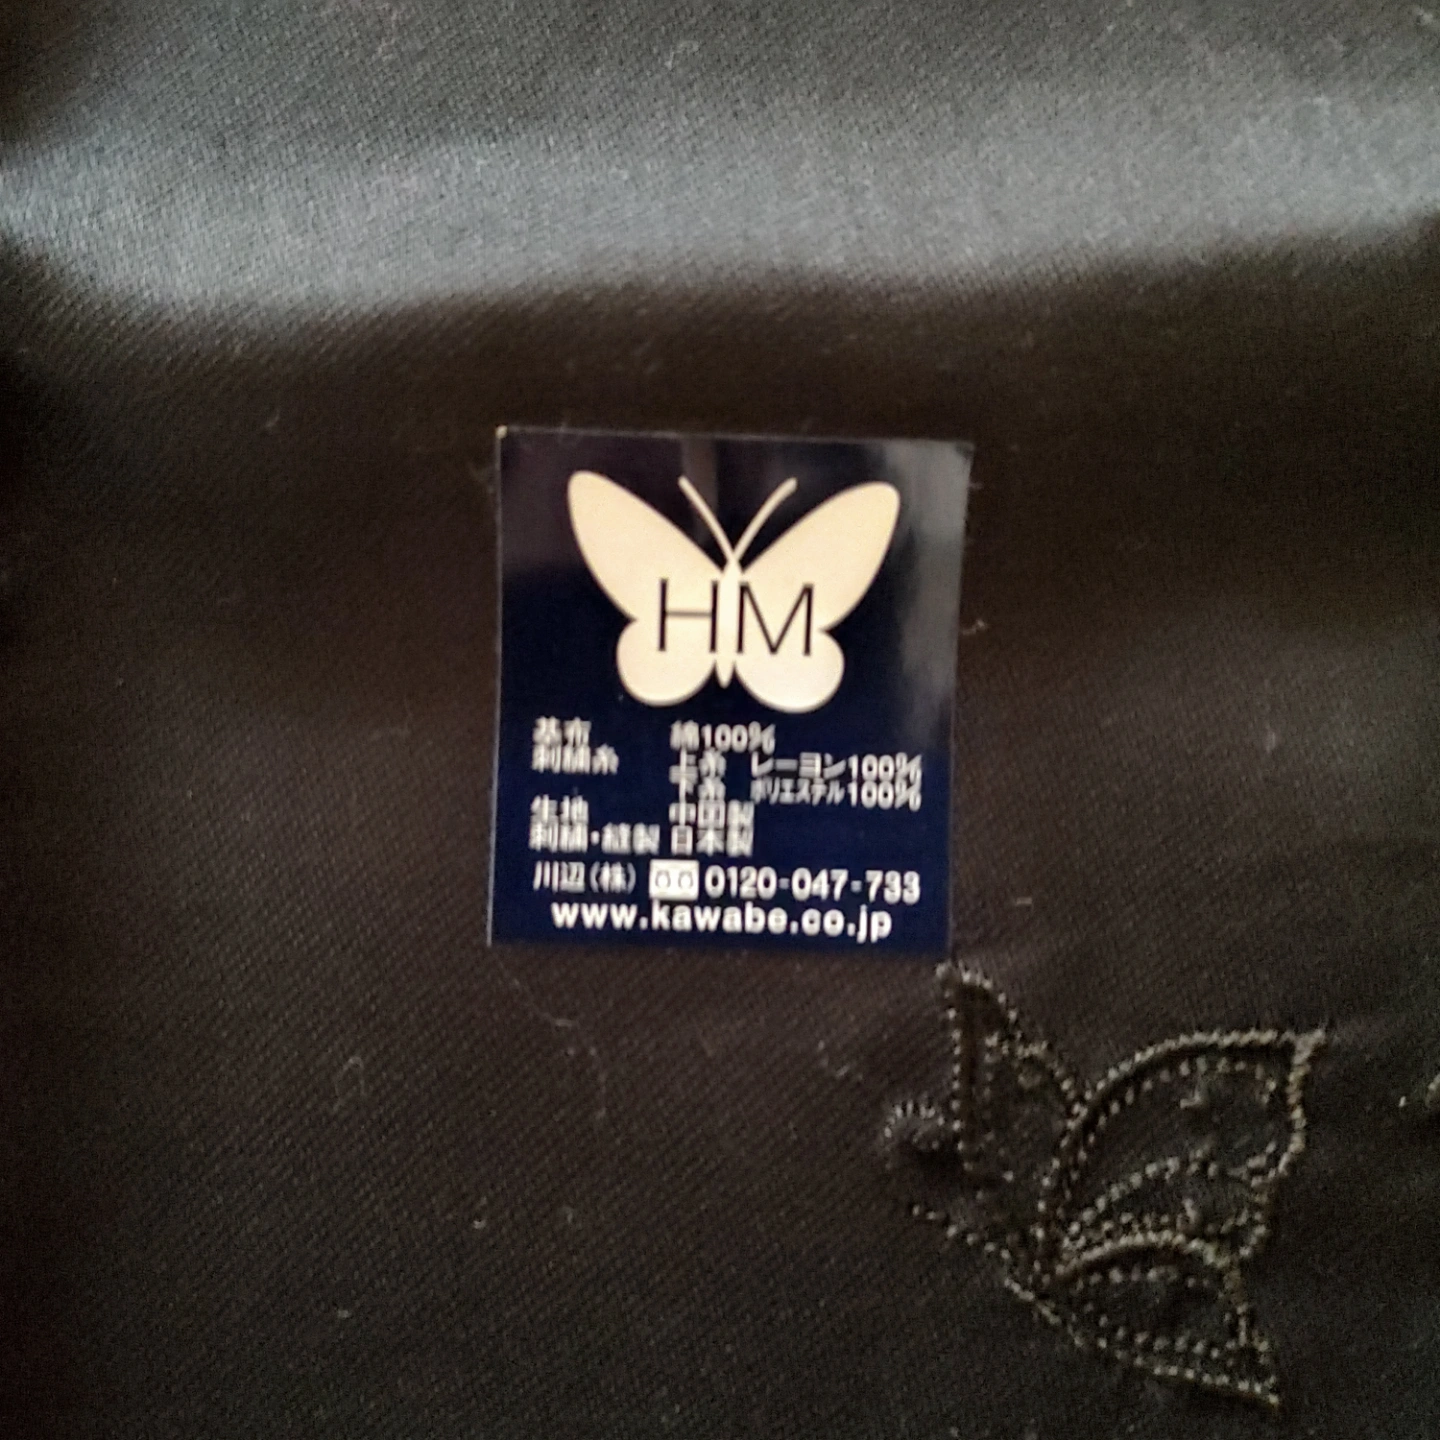 HM
基布 綿100%
刺繍糸 上糸 レーヨン100%
下糸 ポリエステル100%
生地 中国製
刺繍・縫製 日本製
川辺(株) 0120-047-733
www.kawabe.co.jp